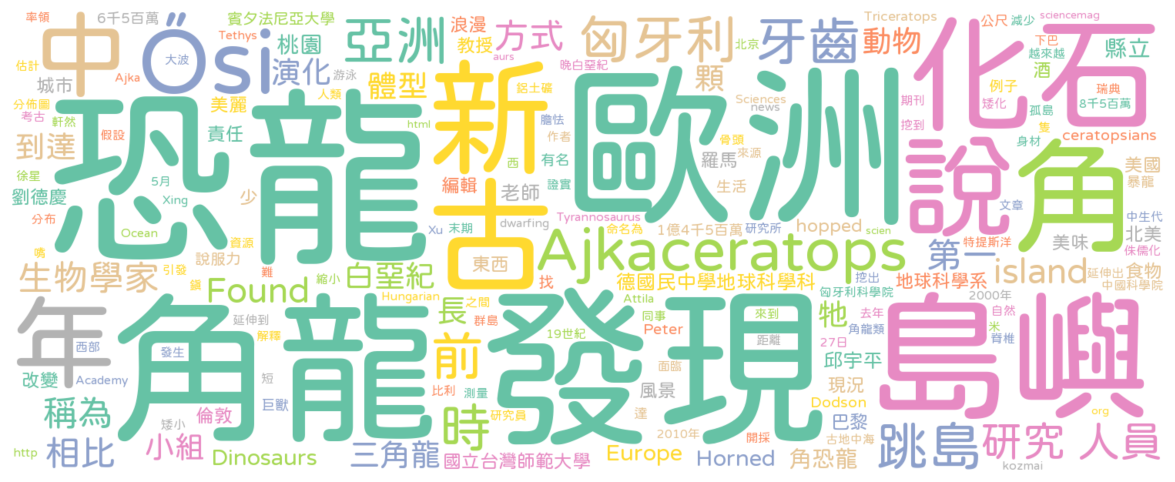 率領
6千5百萬
賓夕法尼亞大學
浪漫
Triceratops
公尺
減少
sciencemag
中
Ősi
大波
Tethys
桃園
亞洲
教授
方式
匈牙利
牙齒
動物
北京
下巴
越來越
縣立
估計
城市
Ajka
演化
游泳
體型
aurs
晚白堊紀
顆
化石
例子
酒
瑞典
分佈圖
美麗
人類
新
鋁土礦
Sciences
news
期刊
矮化
8千5百萬
考古
軒然
假設
恐龍
html
膽怯
作者
骨頭
歐洲
挖到
孤島
隻
ceratopsians
到達
責任
西
有名
羅馬
來源
說
角
身材
徐星
5月
編輯
老師
證實
生活
美國
劉德慶
少
古
暴龍
分布
Xing
Xu
末期
dwarfing
Tyrannosaurus
1億4千5百萬
研究所
hopped
文章
中生代
Ocean
資源
東西
Ajkaceratops
命名為
scien
第一
特提斯洋
北美
嗎
說服力
美味
侏儒化
生物學家
引發
難
白堊紀
找
德國民中學地球科學科
挖出
地球科學系
island
延伸出
食物
鎮
Found
縮小
Hungarian
長
之間
Attila
匈牙利科學院
2000年
中國科學院
年
延伸到
解釋
群島
前
19世紀
同事
Peter
來到
去年
角龍類
自然
米
脊椎
西部
發生
角龍
發現
距離
27日
島嶼
改變
Academy
短
面臨
邱宇平
比利
測量
牠
稱為
巨獸
風景
現況
倫敦
研究員
達
Dodson
org
矮小
時
2010年
開採
巴黎
古地中海
http
相比
小組
Dinosaurs
三角龍
國立台灣師範大學
Europe
Horned
角恐龍
跳島
研究
人員
kozmai